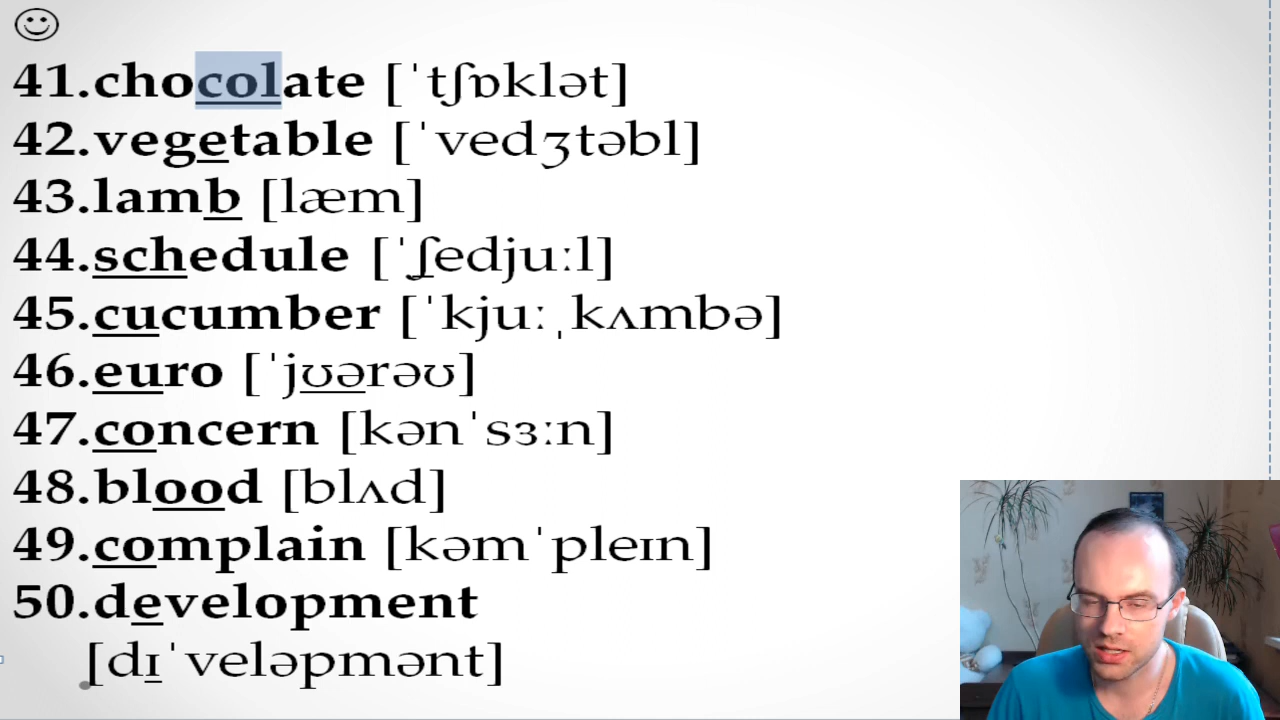 41.chocolate [ˈtʃɒklət]
42.vegetable [ˈvedʒtəbl]
43.lamb [læm]
44.schedule [ˈʃedjuːl]
45.cucumber [ˈkjuːˌkʌmbə]
46.euro [ˈjʊərəʊ]
47.concern [kənˈsɜːn]
48.blood [blʌd]
49.complain [kəmˈpleɪn]
50.development
[dɪˈveləpmənt]